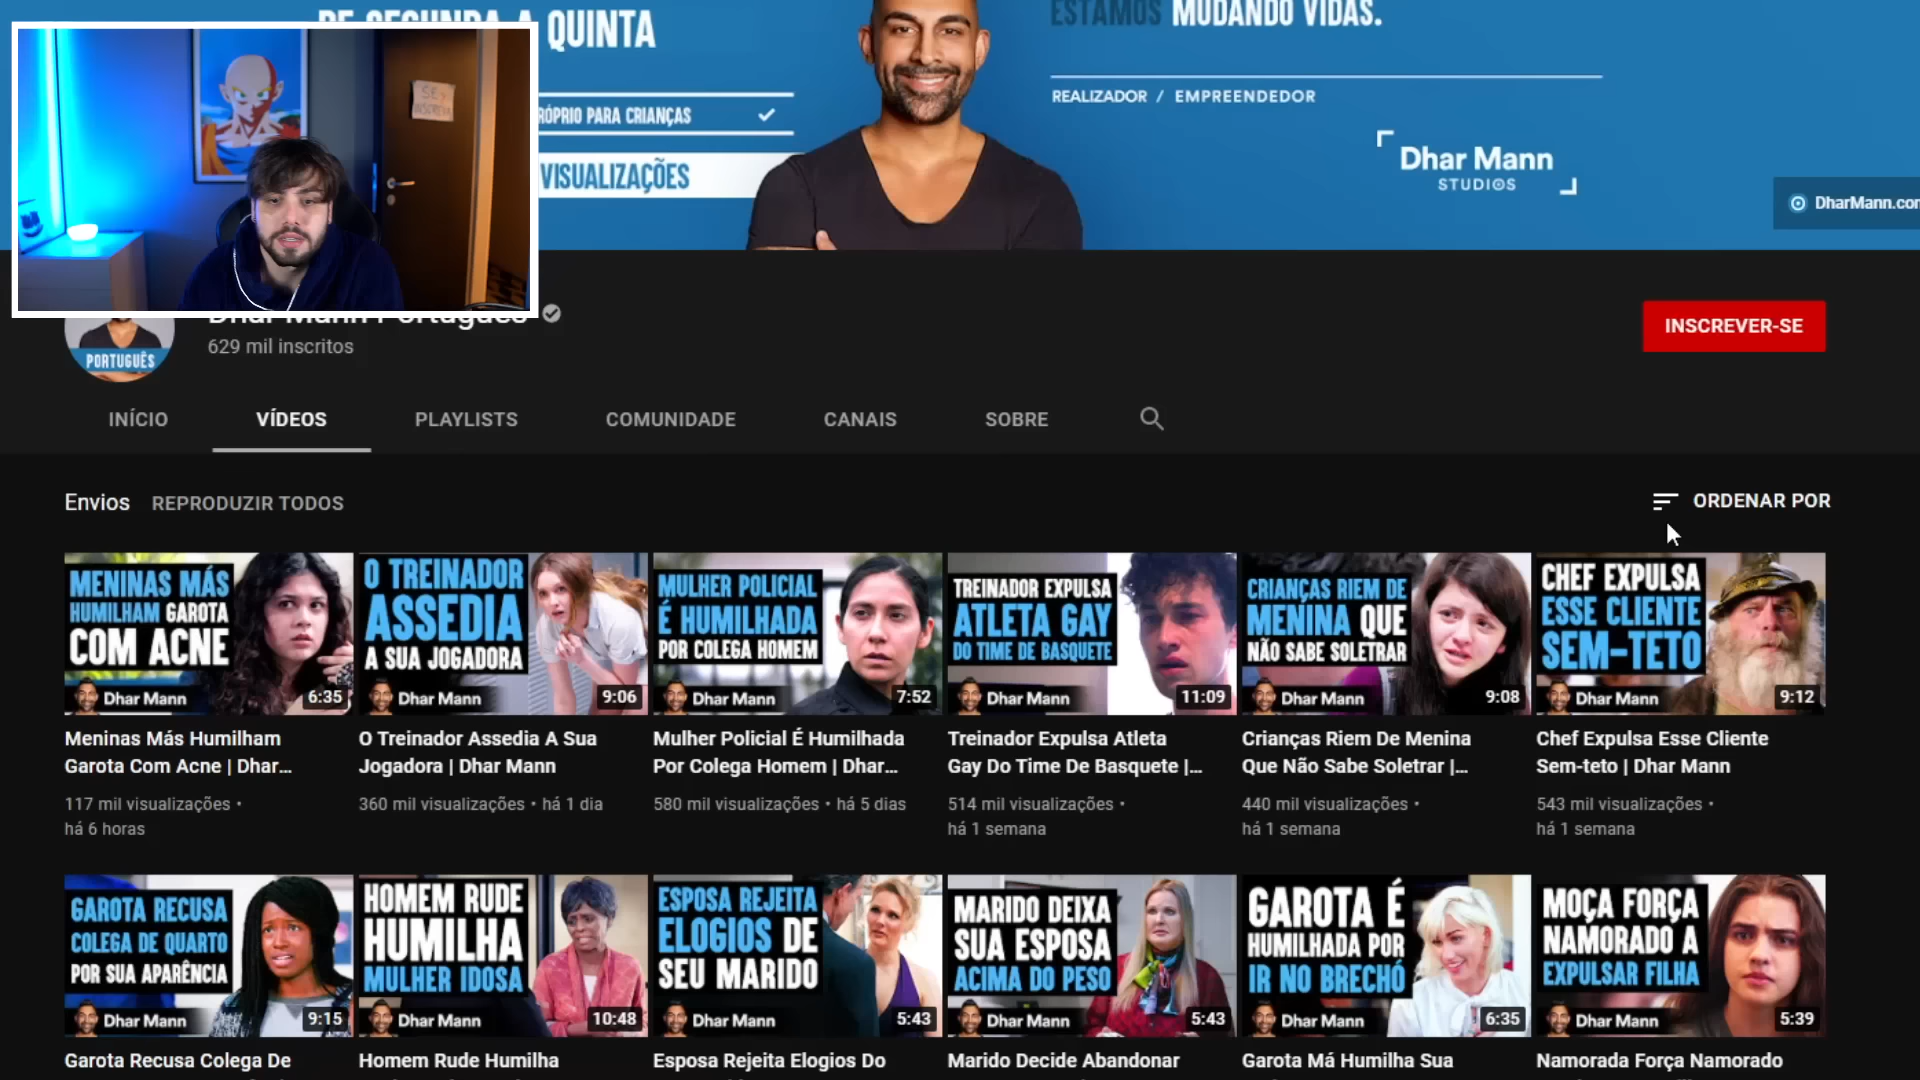 DE SEGUNDA A QUINTA
ESTAMOS MUDANDO VIDAS.
RÓPRIO PARA CRIANÇAS
VISUALIZAÇÕES
REALIZADOR / EMPREENDEDOR
Dhar Mann
STUDIOS
DharMann.com
Dhar Mann Português
629 mil inscritos
PORTUGUÊS
INSCREVER-SE
INÍCIO
VÍDEOS
PLAYLISTS
COMUNIDADE
CANAIS
SOBRE
Envios
REPRODUZIR TODOS
ORDENAR POR
MENINAS MÁS
HUMILHAM GAROTA
COM ACNE
Dhar Mann
6:35
Meninas Más Humilham
Garota Com Acne | Dhar...
117 mil visualizações •
há 6 horas
O TREINADOR
ASSEDIA
A SUA JOGADORA
Dhar Mann
9:06
O Treinador Assedia A Sua
Jogadora | Dhar Mann
360 mil visualizações • há 1 dia
MULHER POLICIAL
É HUMILHADA
POR COLEGA HOMEM
Dhar Mann
7:52
Mulher Policial É Humilhada
Por Colega Homem | Dhar...
580 mil visualizações • há 5 dias
TREINADOR EXPULSA
ATLETA GAY
DO TIME DE BASQUETE
Dhar Mann
11:09
Treinador Expulsa Atleta
Gay Do Time De Basquete |...
514 mil visualizações •
há 1 semana
CRIANÇAS RIEM DE
MENINA QUE
NÃO SABE SOLETRAR
Dhar Mann
9:08
Crianças Riem De Menina
Que Não Sabe Soletrar |...
440 mil visualizações •
há 1 semana
CHEF EXPULSA
ESSE CLIENTE
SEM-TETO
Dhar Mann
9:12
Chef Expulsa Esse Cliente
Sem-teto | Dhar Mann
543 mil visualizações •
há 1 semana
GAROTA RECUSA
COLEGA DE QUARTO
POR SUA APARÊNCIA
Dhar Mann
9:15
Garota Recusa Colega De
HOMEM RUDE
HUMILHA
MULHER IDOSA
Dhar Mann
10:48
Homem Rude Humilha
ESPOSA REJEITA
ELOGIOS DE
SEU MARIDO
Dhar Mann
5:43
Esposa Rejeita Elogios Do
MARIDO DEIXA
SUA ESPOSA
ACIMA DO PESO
Dhar Mann
5:43
Marido Decide Abandonar
GAROTA É
HUMILHADA POR
IR NO BRECHÓ
Dhar Mann
6:35
Garota Má Humilha Sua
MOÇA FORÇA
NAMORADO A
EXPULSAR FILHA
Dhar Mann
5:39
Namorada Força Namorado